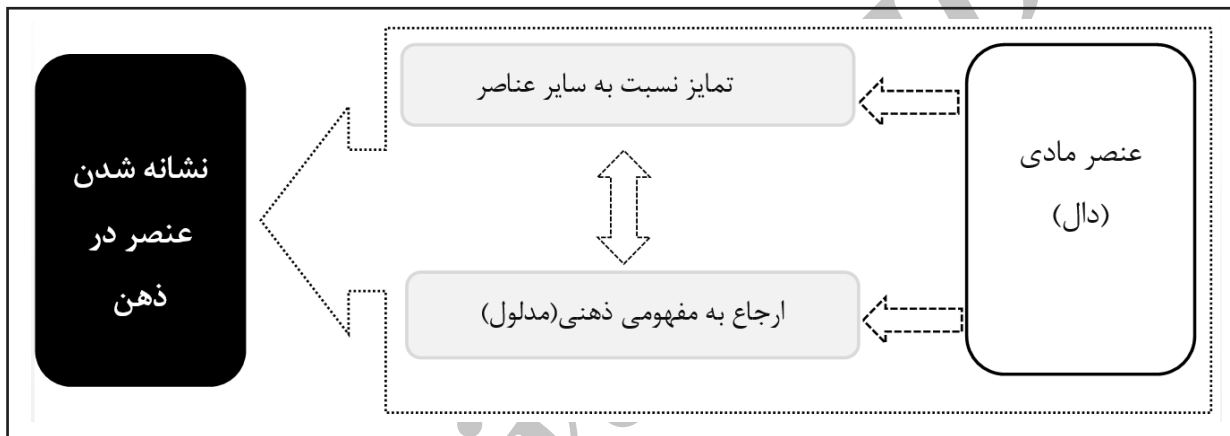 عنصر مادی
(دال)
تمایز نسبت به سایر عناصر
ارجاع به مفهومی ذهنی(مدلول)
نشانه شدن
عنصر در
ذهن